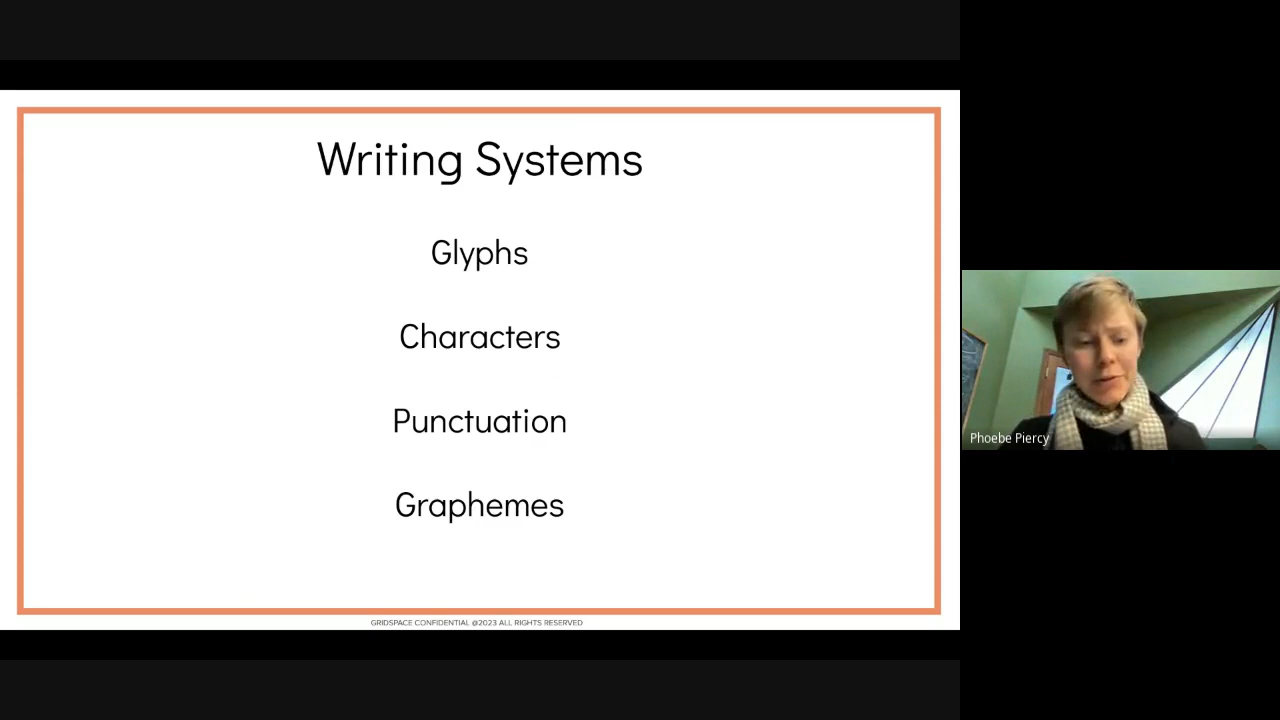 Writing Systems
Glyphs
Characters
Punctuation
Graphemes
GRIDSPACE CONFIDENTIAL @2023 ALL RIGHTS RESERVED
Phoebe Piercy